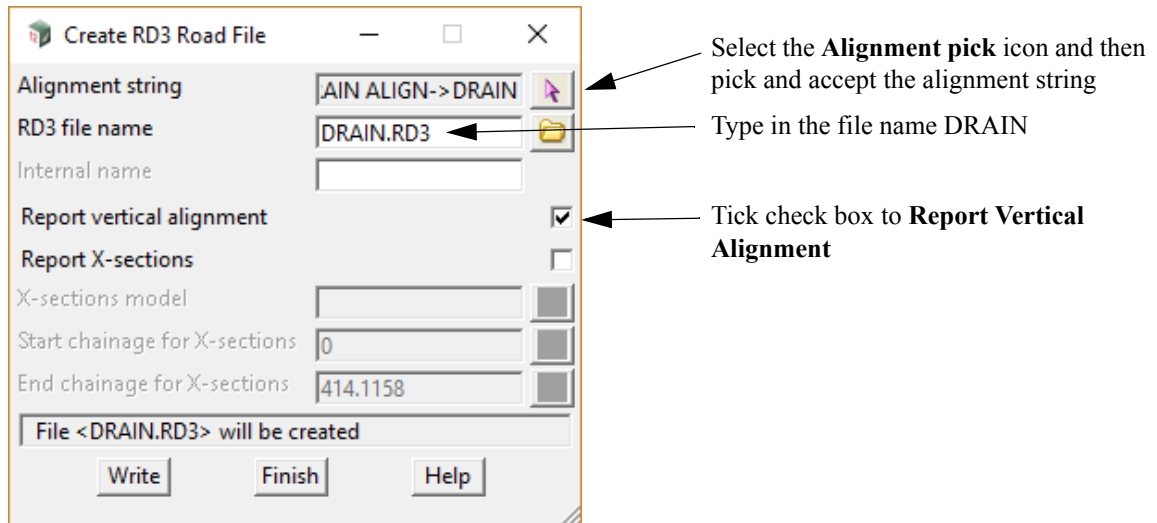 Create RD3 Road File
Select the Alignment pick icon and then
pick and accept the alignment string
Alignment string
AIN ALIGN->DRAIN
RD3 file name
DRAIN.RD3
Type in the file name DRAIN
Internal name
Report vertical alignment
Tick check box to Report Vertical
Alignment
Report X-sections
X-sections model
Start chainage for X-sections
0
End chainage for X-sections
414.1158
File <DRAIN.RD3> will be created
Write
Finish
Help